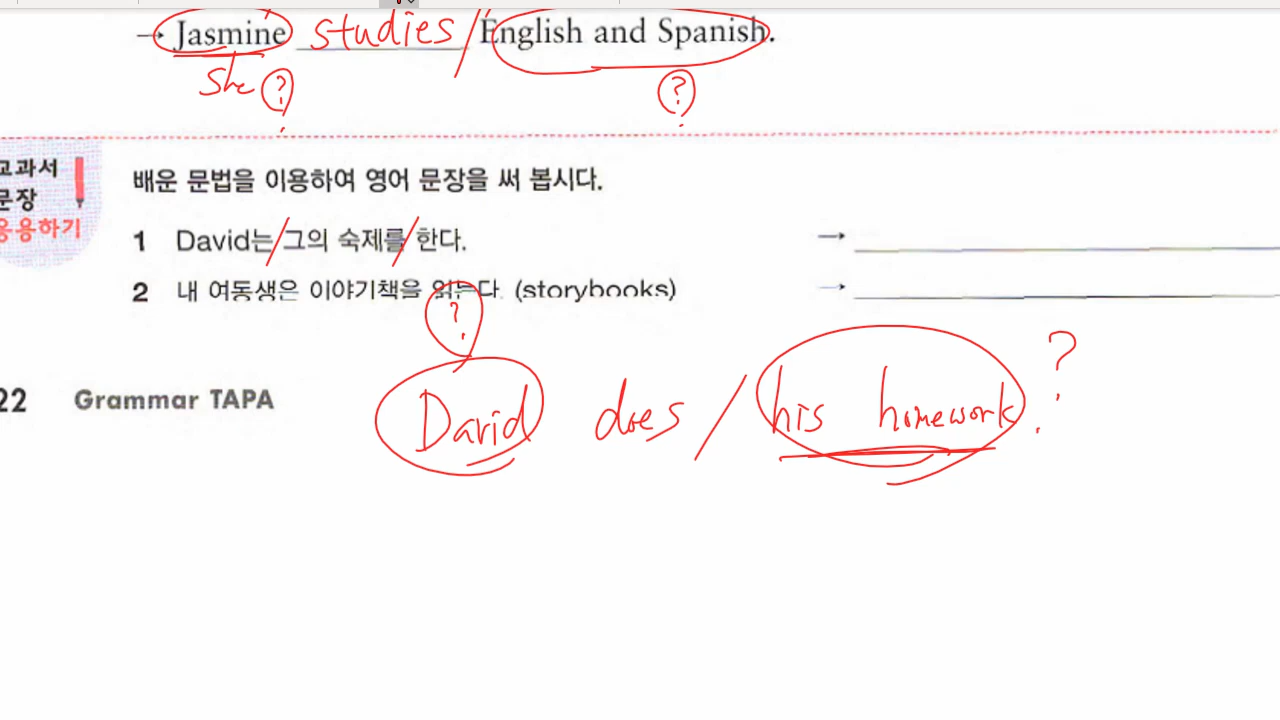 → Jasmine studies / English and Spanish.
She ? ?
교과서
문장
응용하기
배운 문법을 이용하여 영어 문장을 써 봅시다.
1 David는 / 그의 숙제를 / 한다. →
2 내 여동생은 이야기책을 읽는다. (storybooks) →
?
David does / his homework. ?
22 Grammar TAPA